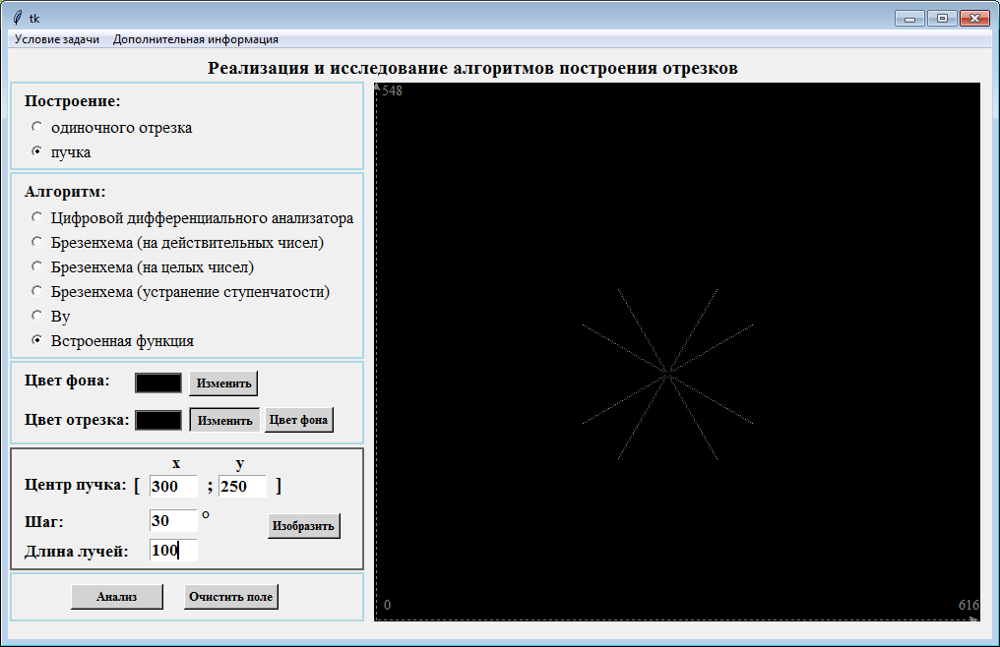 tk
Условие задачи Дополнительная информация
Реализация и исследование алгоритмов построения отрезков
Построение:
одиночного отрезка
пучка
Алгоритм:
Цифровой дифференциального анализатора
Брезенхема (на действительных чисел)
Брезенхема (на целых чисел)
Брезенхема (устранение ступенчатости)
Ву
Встроенная функция
Цвет фона: Изменить
Цвет отрезка: Изменить Цвет фона
x y
Центр пучка: [ 300 ; 250 ]
Шаг: 30 °
Изобразить
Длина лучей: 100
Анализ Очистить поле
548
0 616